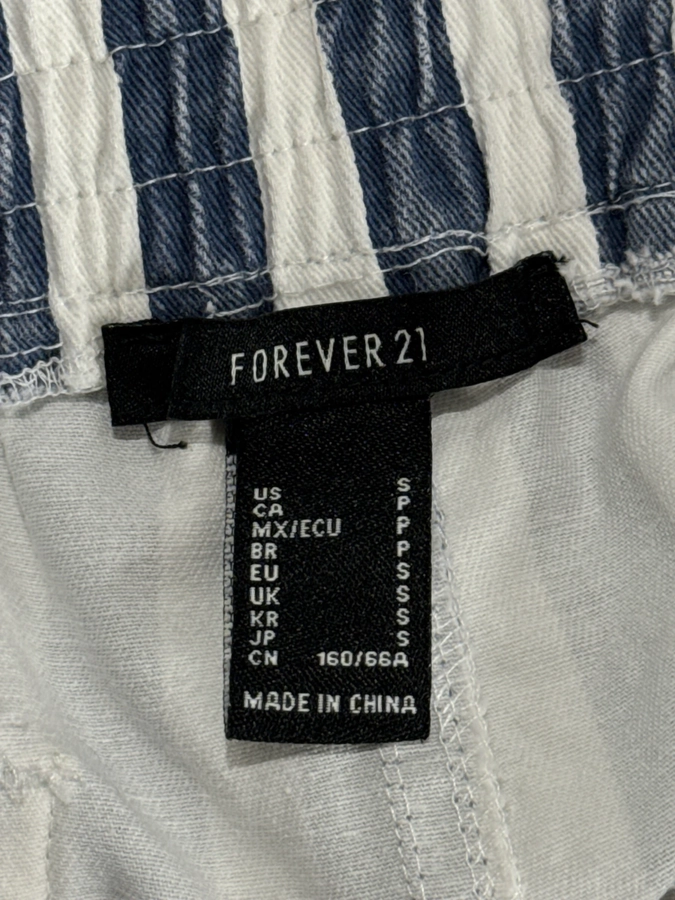 FOREVER 21
US S
CA P
MX/ECU P
BR P
EU S
UK S
KR S
JP S
CN 160/66A
MADE IN CHINA